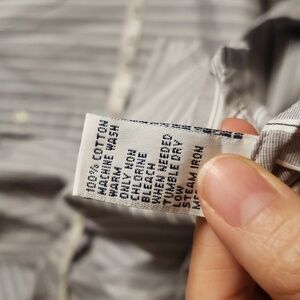 100% COTTON
MACHINE WASH
WARM
ONLY NON
CHLORINE
BLEACH
WHEN NEEDED
TUMBLE DRY
LOW
STEAM IRON